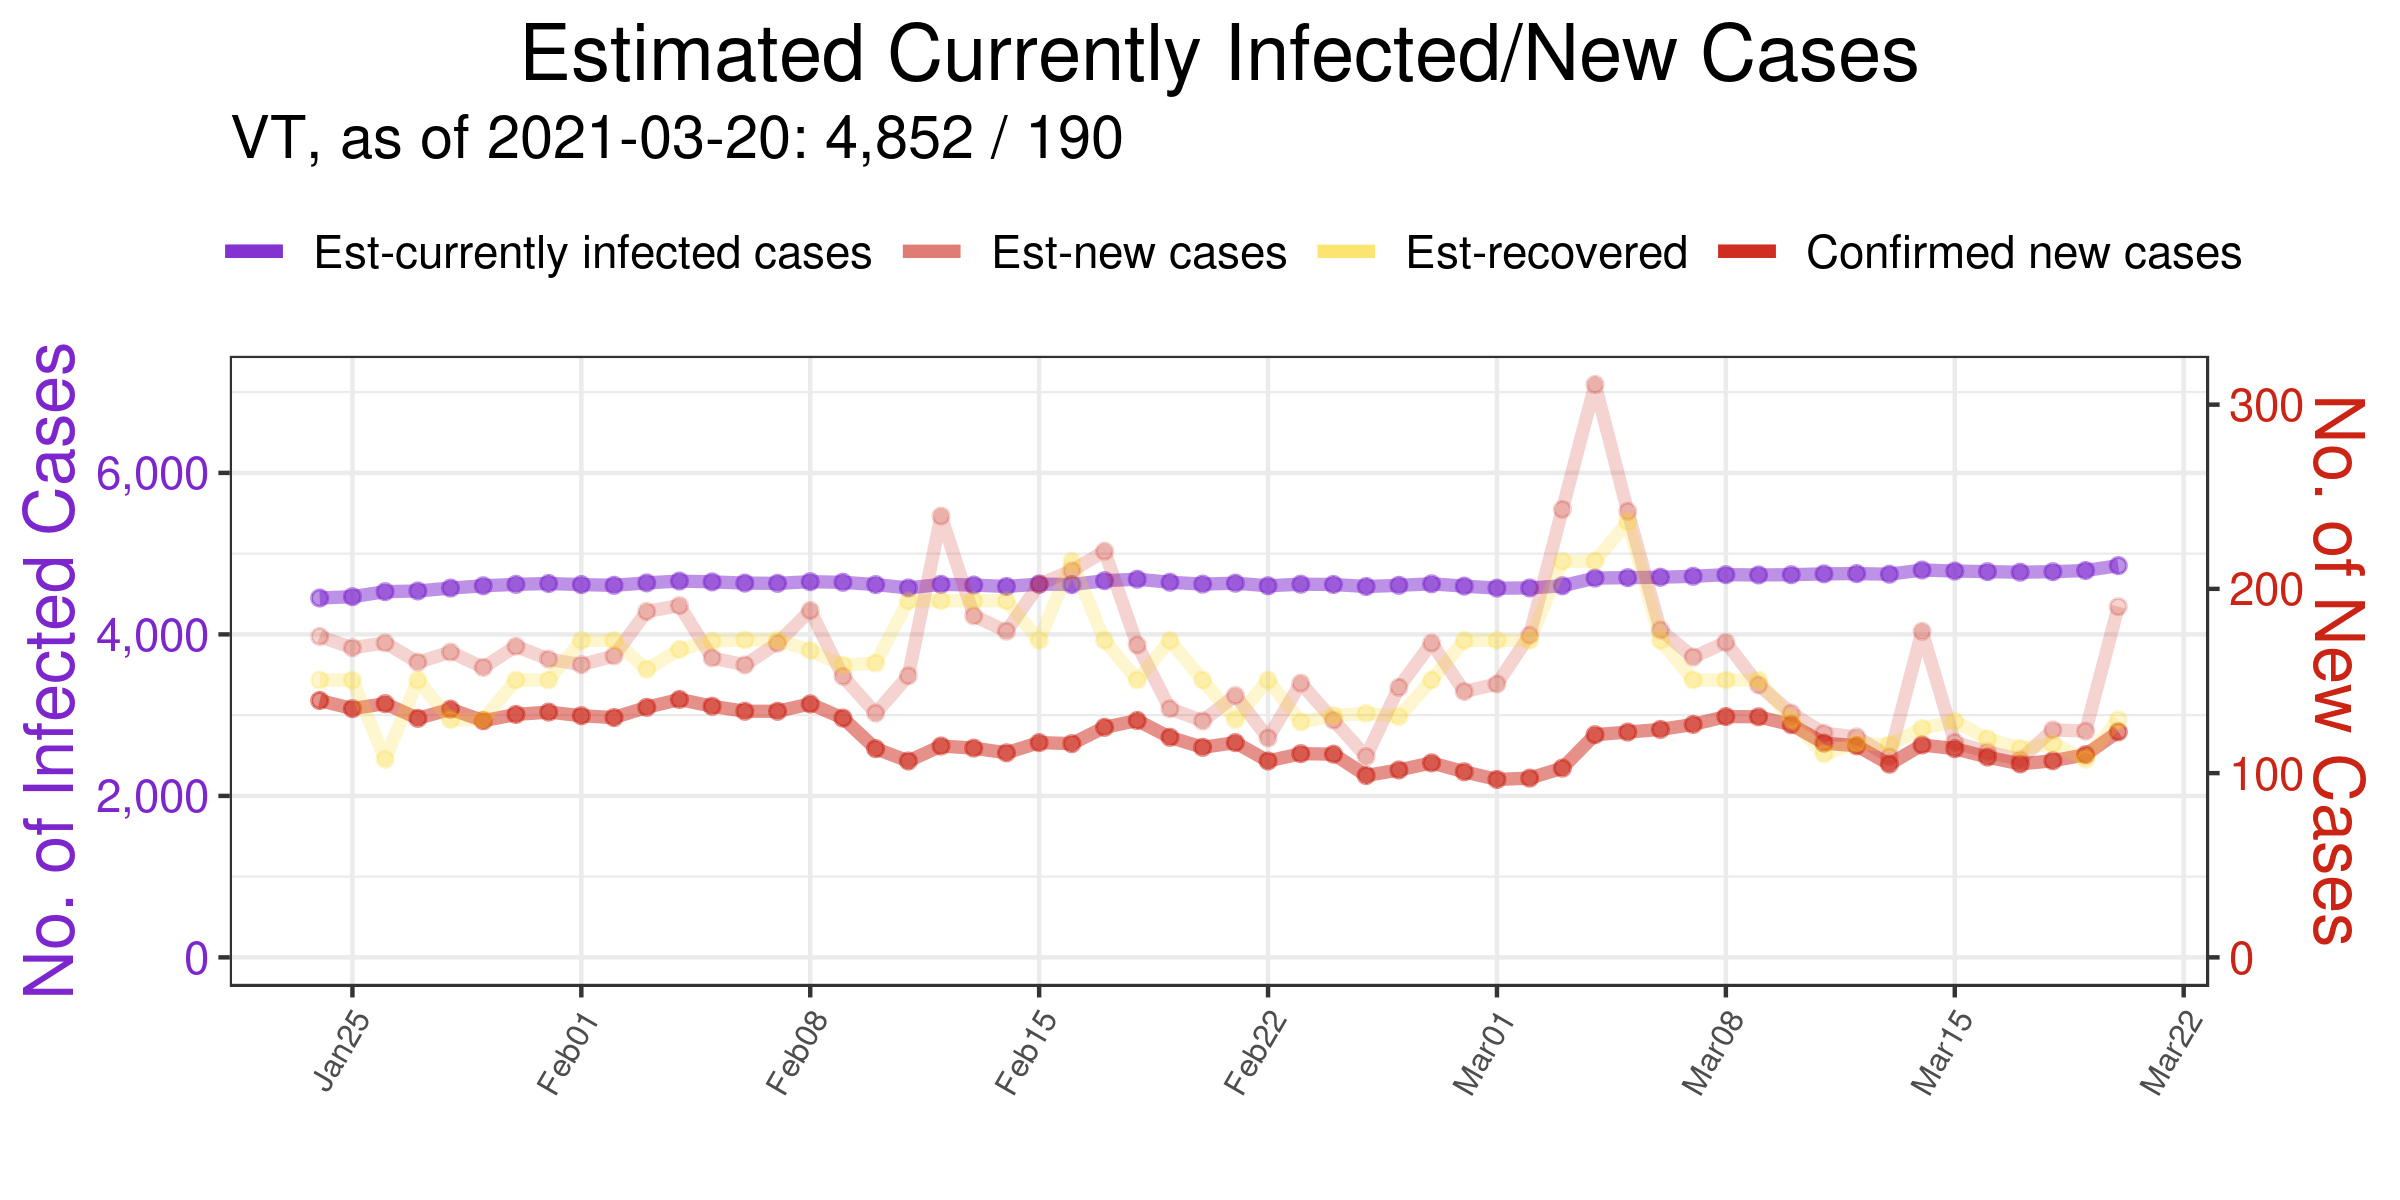 Estimated Currently Infected/New Cases
VT, as of 2021-03-20: 4,852 / 190
Est-currently infected cases Est-new cases Est-recovered Confirmed new cases
No. of Infected Cases
6,000
4,000
2,000
0
300
200
100
0
No. of New Cases
Jan25 Feb01 Feb08 Feb15 Feb22 Mar01 Mar08 Mar15 Mar22